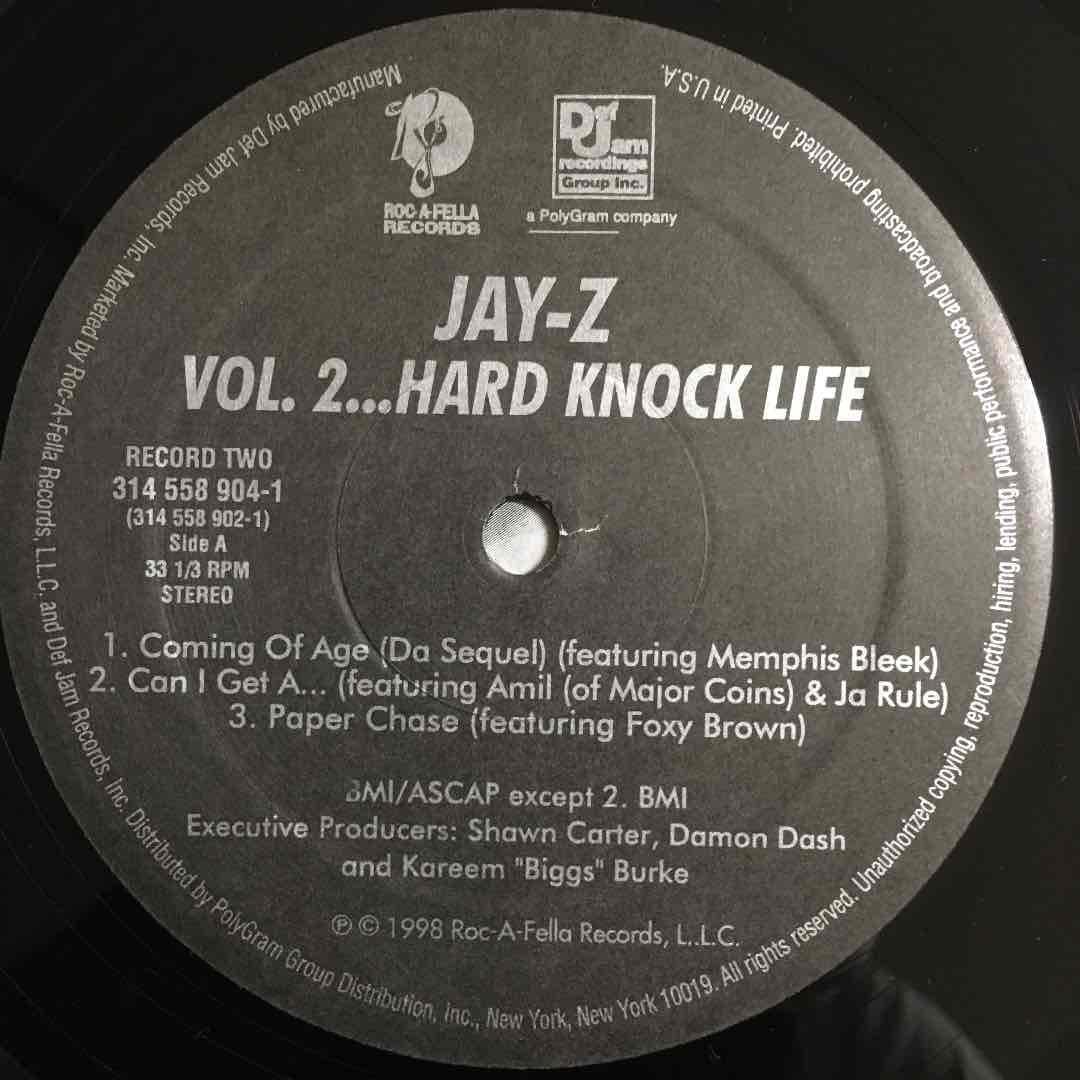 ROC-A-FELLA
RECORDS
Def
Jam
recordings
Group Inc.
a PolyGram company
JAY-Z
VOL. 2...HARD KNOCK LIFE
RECORD TWO
314 558 904-1
(314 558 902-1)
Side A
33 1/3 RPM
STEREO
1. Coming Of Age (Da Sequel) (featuring Memphis Bleek)
2. Can I Get A... (featuring Amil (of Major Coins) & Ja Rule)
3. Paper Chase (featuring Foxy Brown)
BMI/ASCAP except 2. BMI
Executive Producers: Shawn Carter, Damon Dash
and Kareem "Biggs" Burke
℗ © 1998 Roc-A-Fella Records, L.L.C.
Manufactured by Def Jam Records, Inc. Marketed by Roc-A-Fella Records, L.L.C. and Def Jam Records, Inc. Distributed by PolyGram Group Distribution, Inc., New York, New York 10019. All rights reserved. Unauthorized copying, reproduction, hiring, lending, public performance and broadcasting prohibited. Printed in U.S.A.